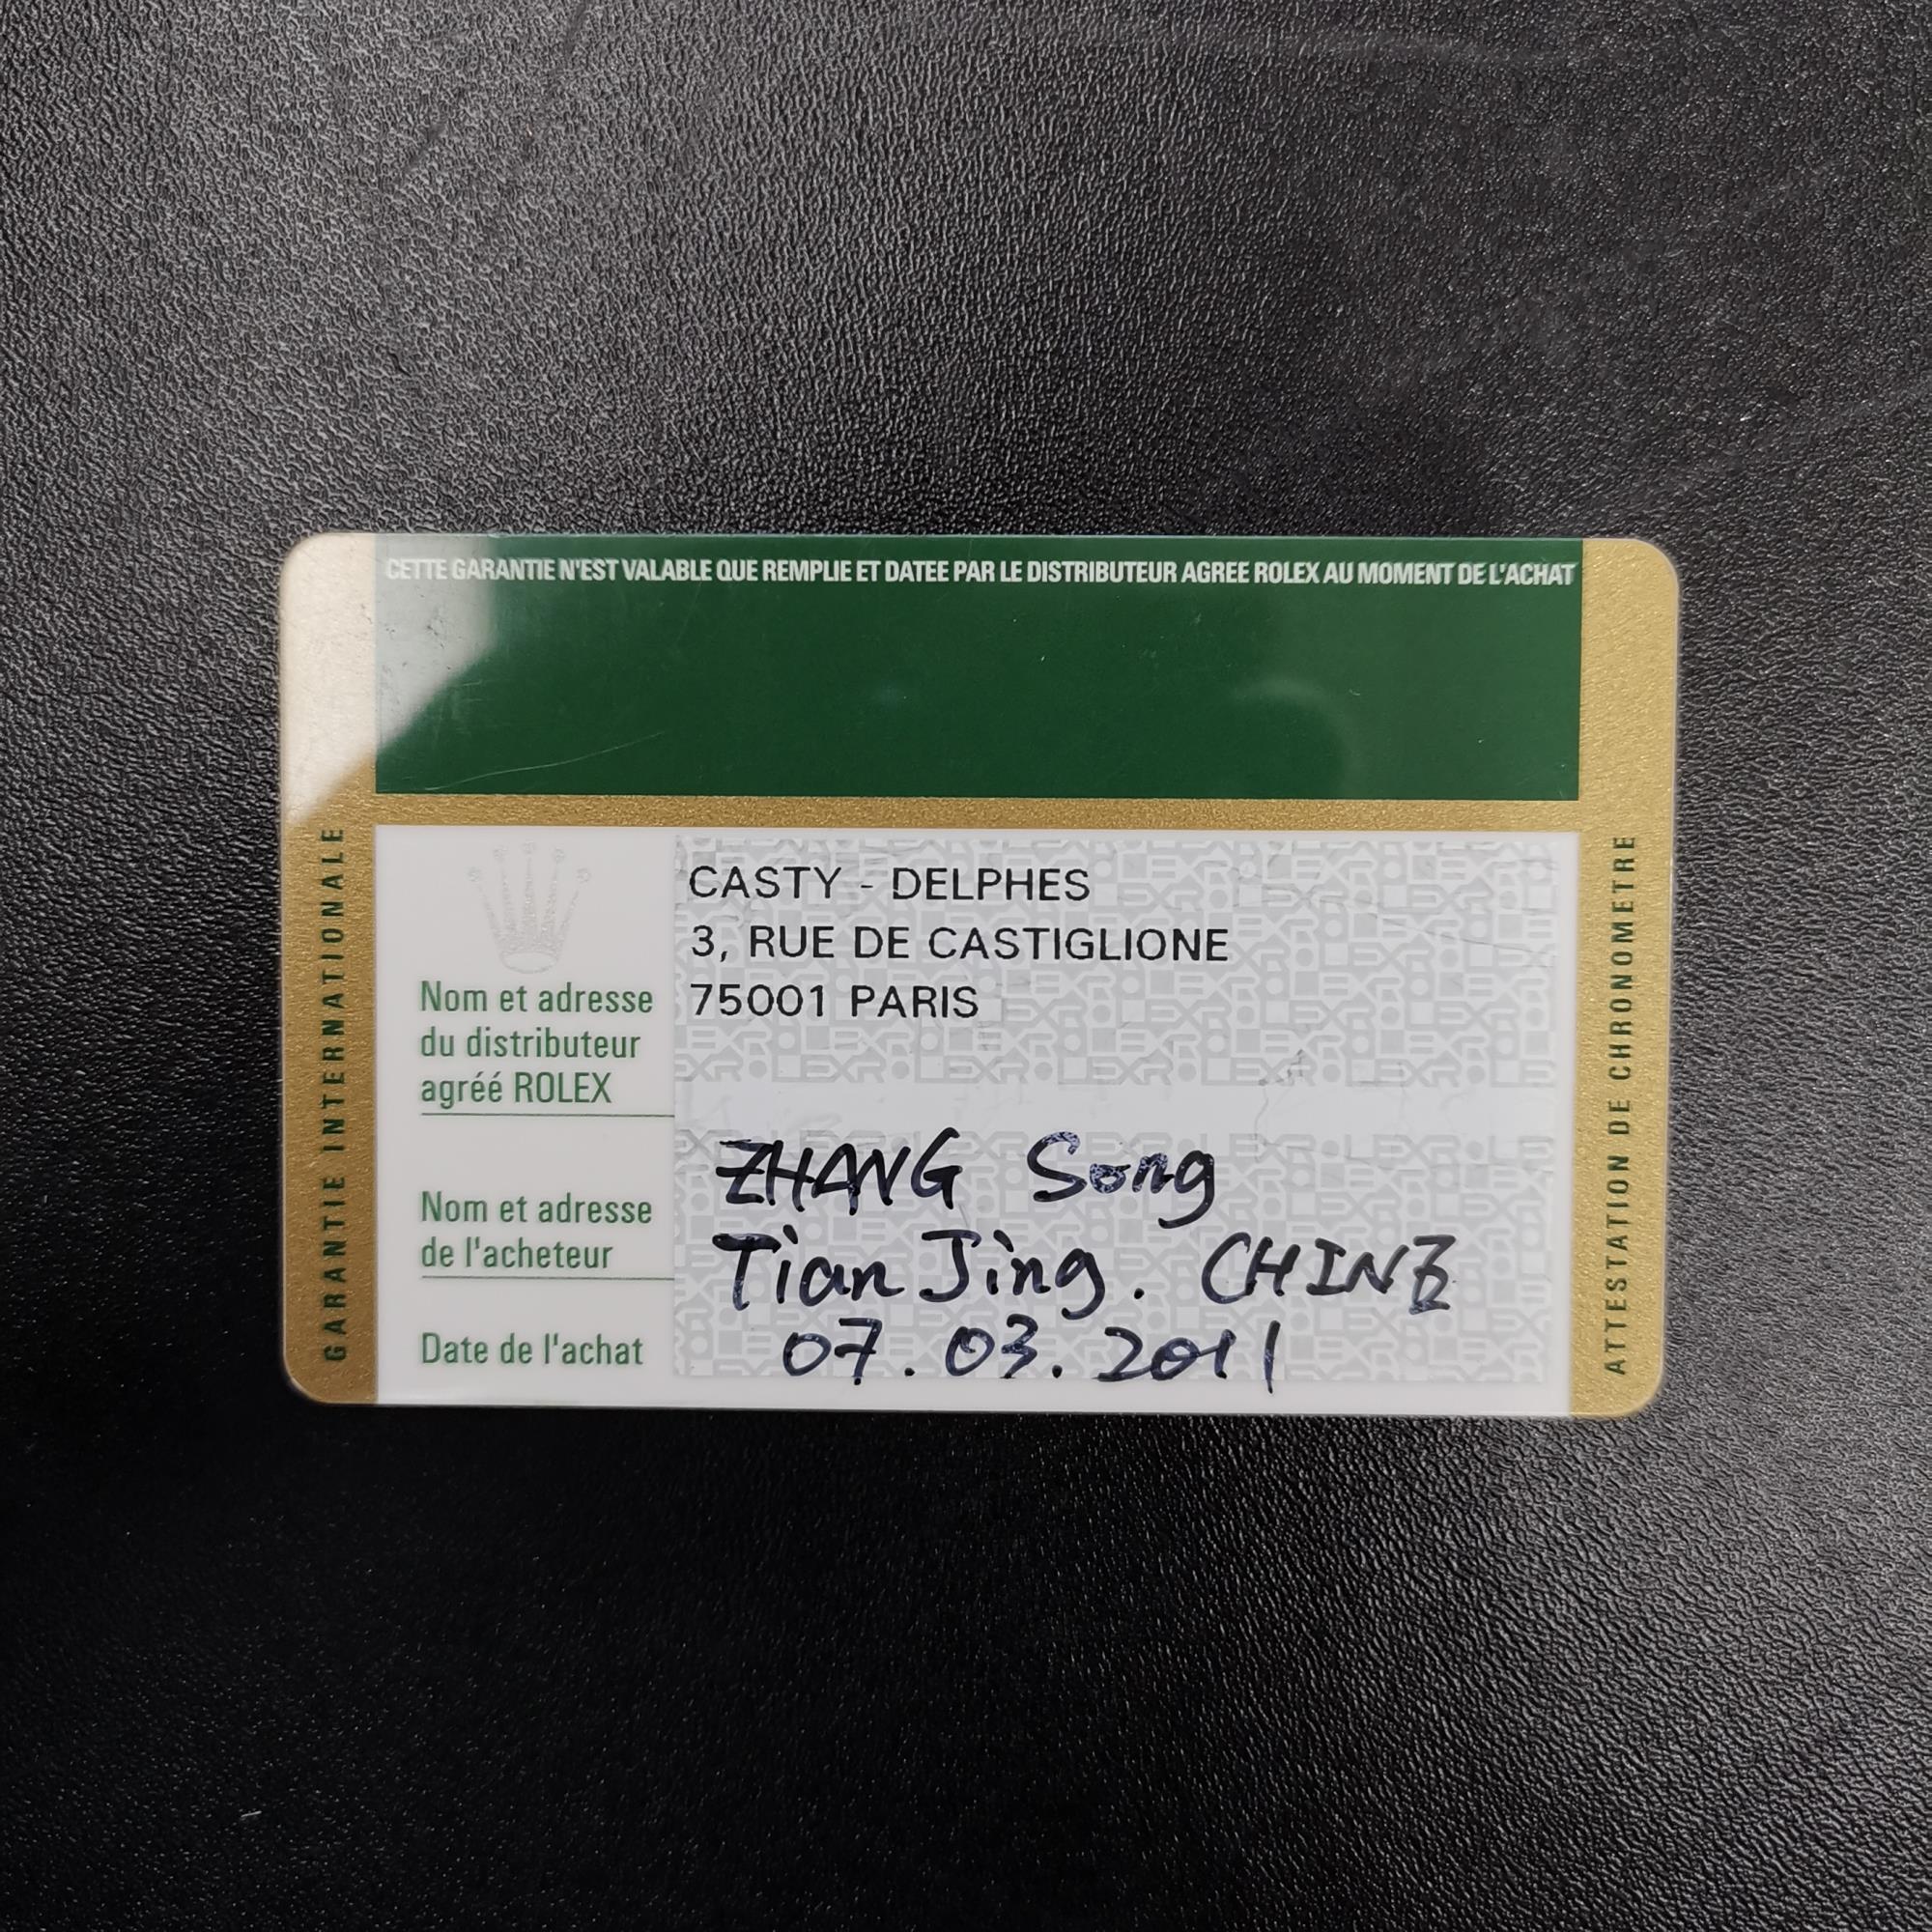 CETTE GARANTIE N'EST VALABLE QUE REMPLIE ET DATEE PAR LE DISTRIBUTEUR AGREE ROLEX AU MOMENT DE L'ACHAT
GARANTIE INTERNATIONALE
CASTY - DELPHES
3, RUE DE CASTIGLIONE
75001 PARIS
Nom et adresse
du distributeur
agréé ROLEX
Nom et adresse
de l'acheteur
ZHANG Song
Tian Jing. CHINE
Date de l'achat
07.03.2011
ATTESTATION DE CHRONOMETRE